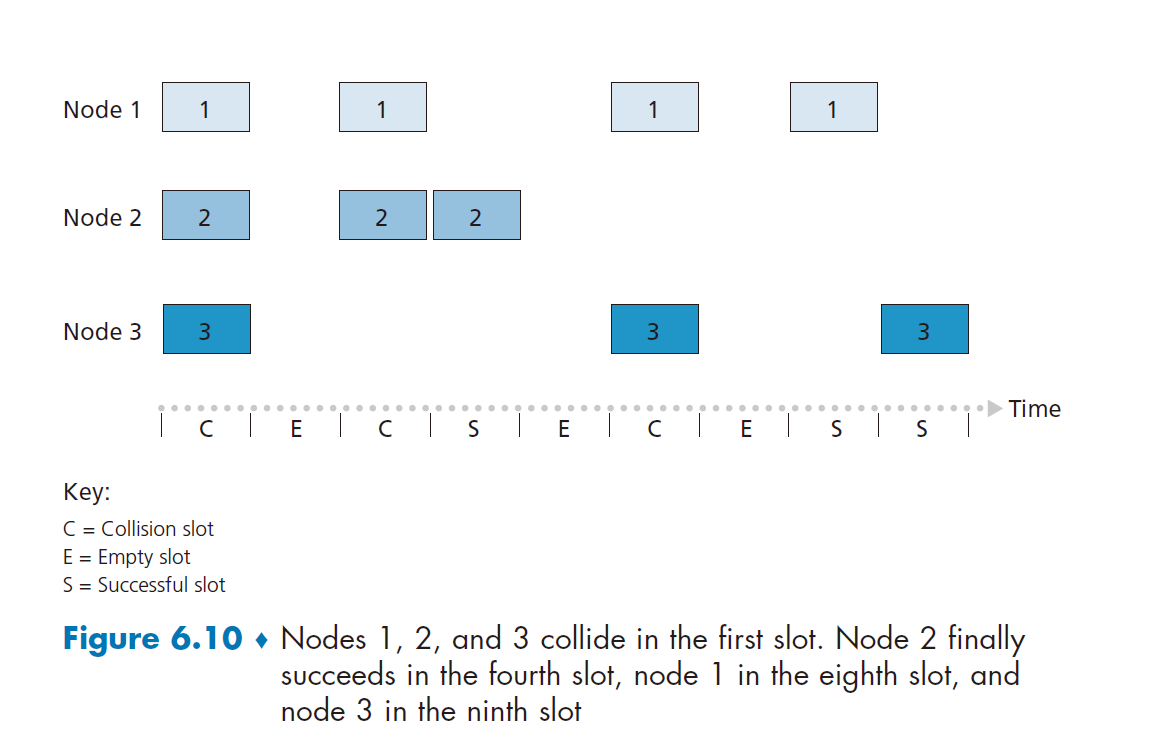 Node 1 1 1 1 1
Node 2 2 2 2
Node 3 3 3 3
Time
C E C S E C E S S
Key:
C = Collision slot
E = Empty slot
S = Successful slot
Figure 6.10 ♦ Nodes 1, 2, and 3 collide in the first slot. Node 2 finally
succeeds in the fourth slot, node 1 in the eighth slot, and
node 3 in the ninth slot